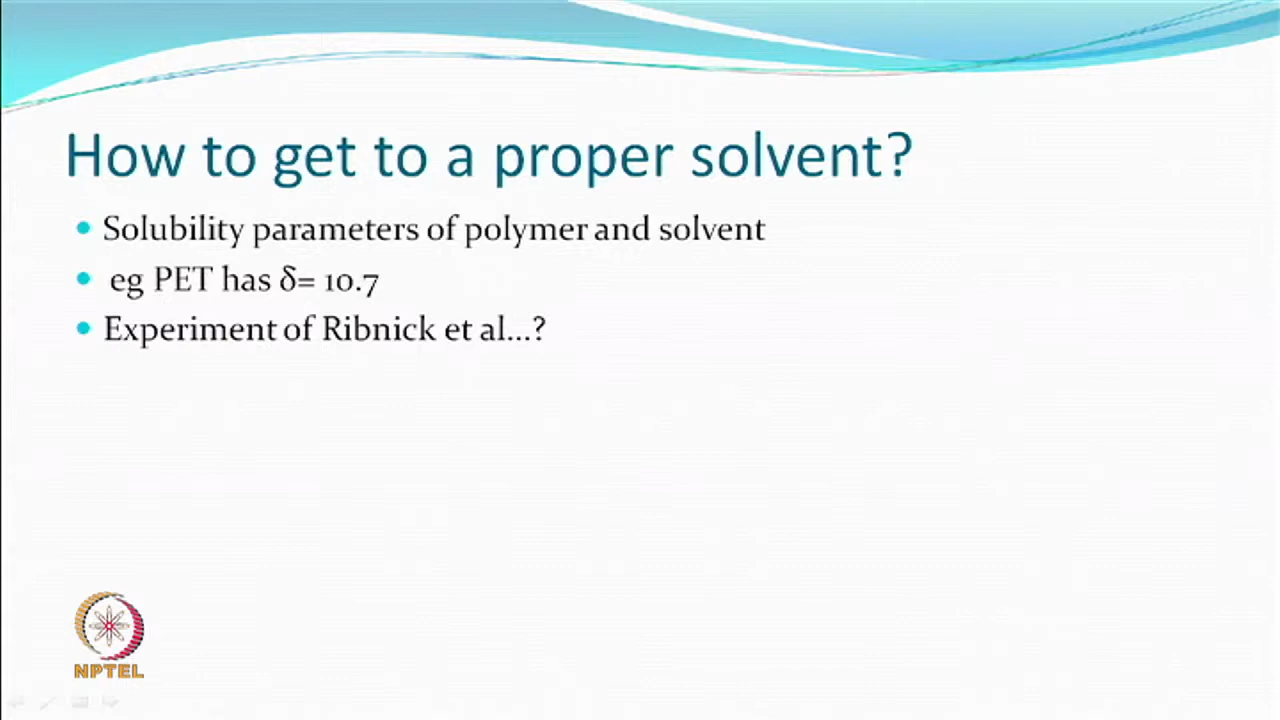 How to get to a proper solvent?
Solubility parameters of polymer and solvent
eg PET has δ= 10.7
Experiment of Ribnick et al...?
NPTEL